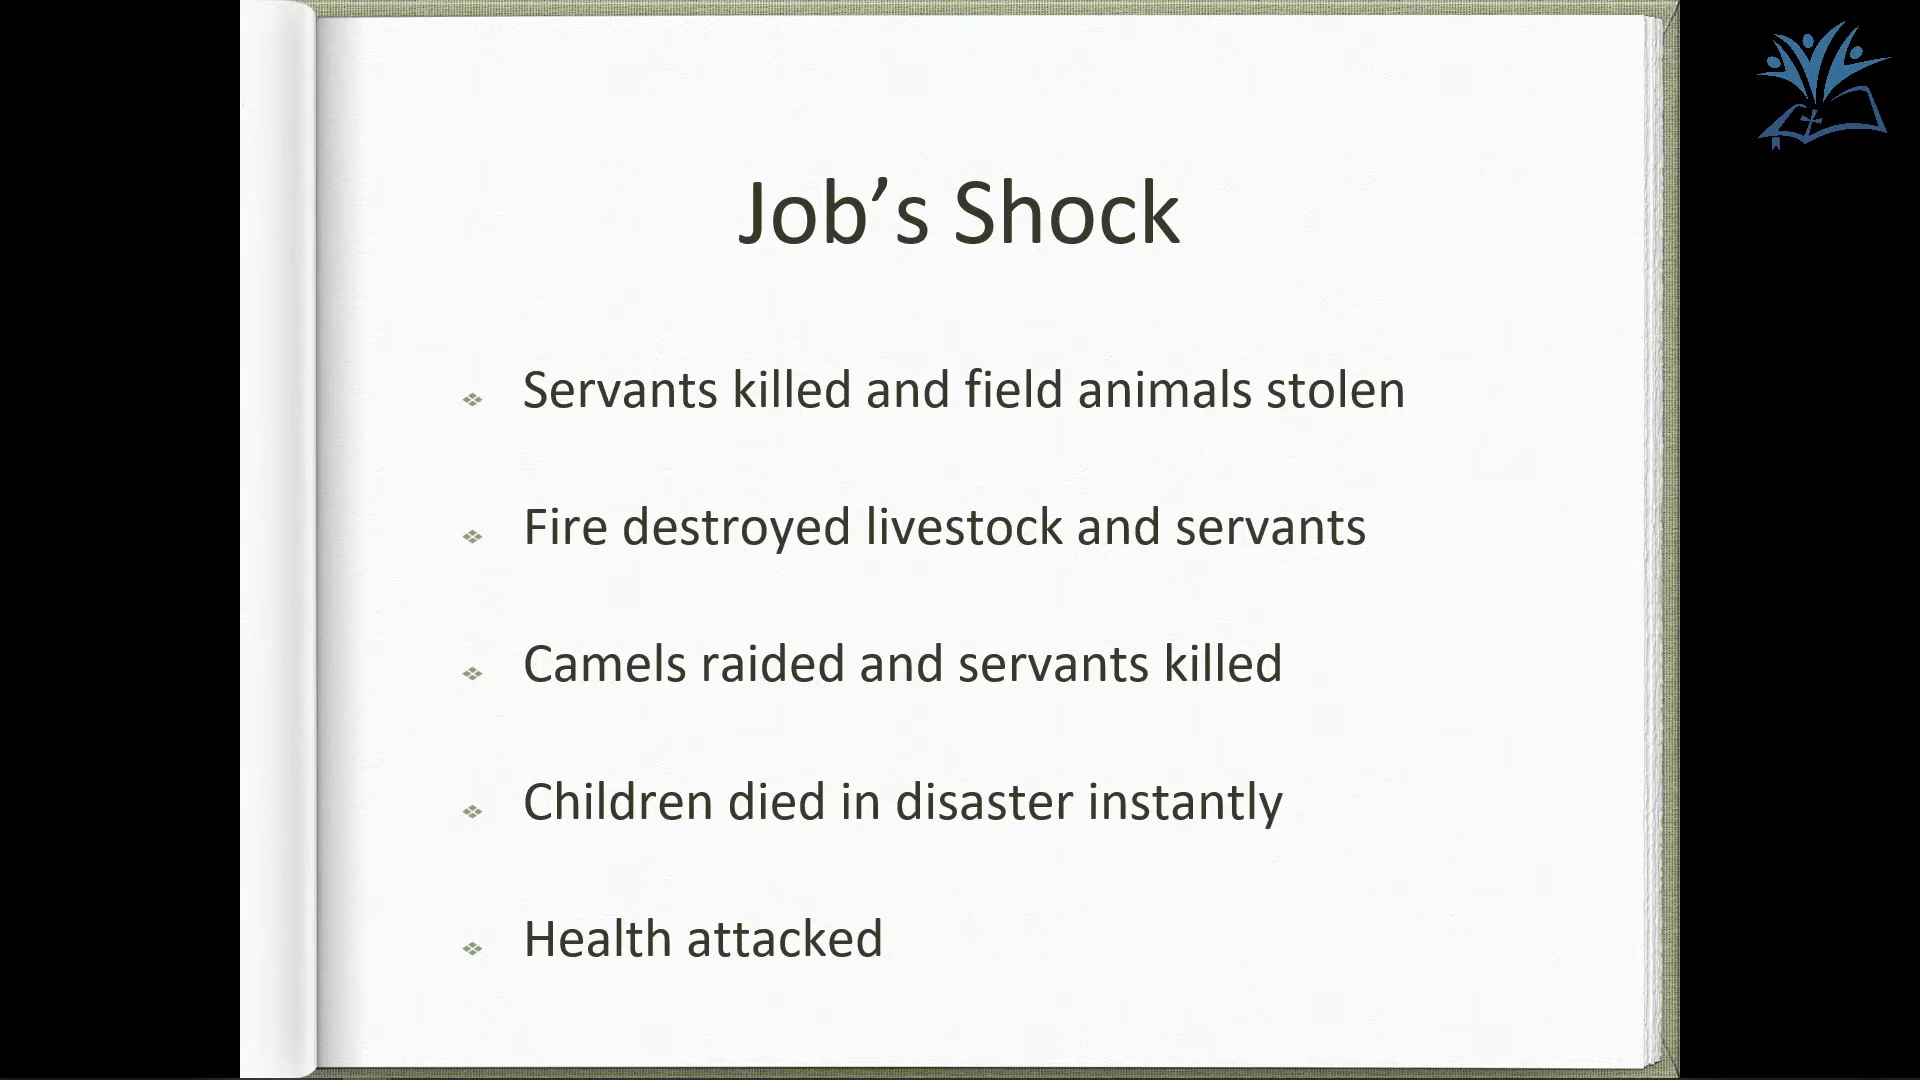 Job’s Shock
Servants killed and field animals stolen
Fire destroyed livestock and servants
Camels raided and servants killed
Children died in disaster instantly
Health attacked